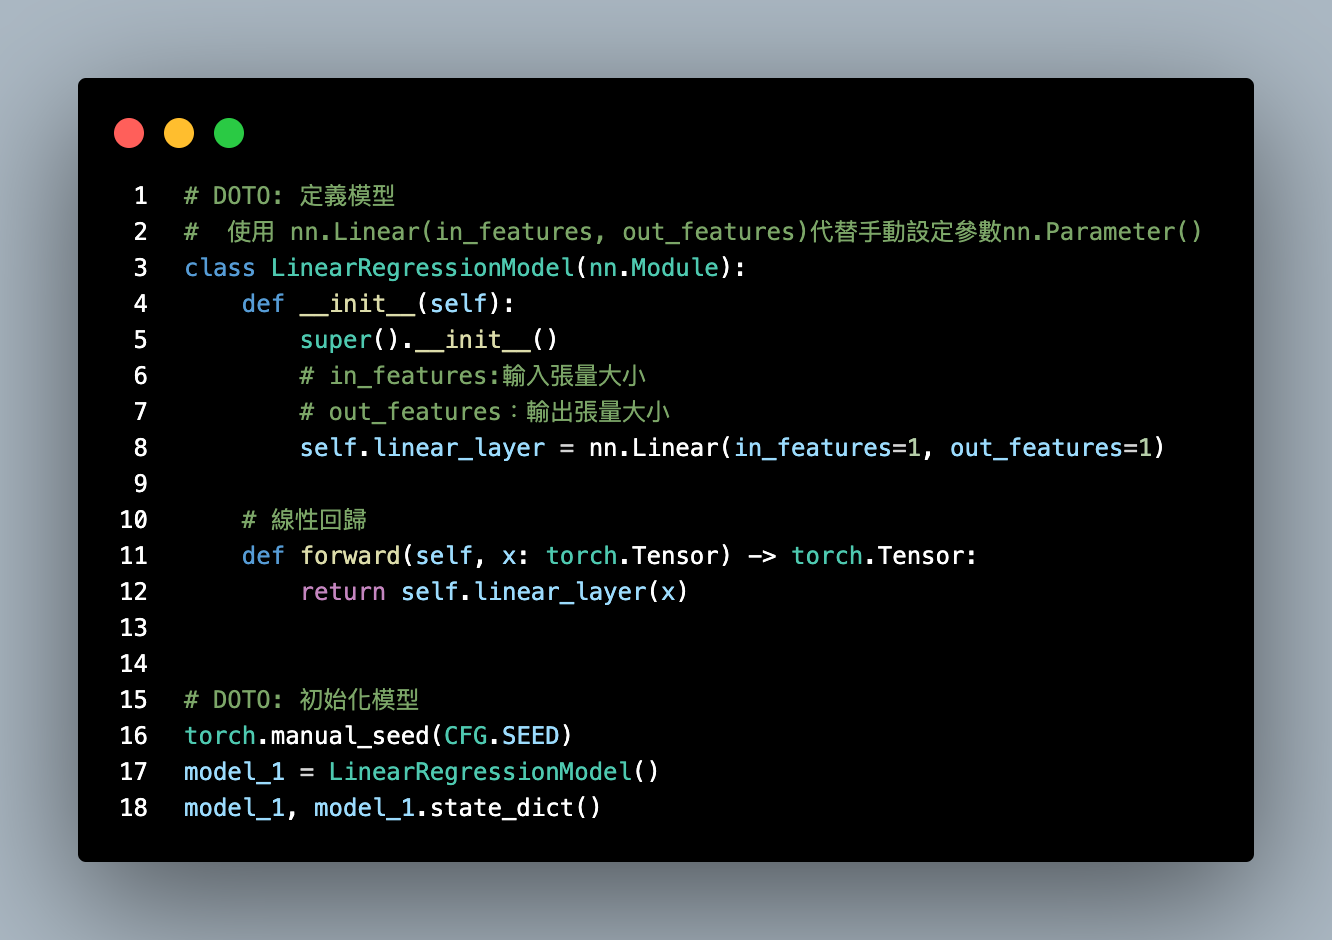 1 # DOTO: 定義模型
2 #  使用 nn.Linear(in_features, out_features)代替手動設定參數nn.Parameter()
3 class LinearRegressionModel(nn.Module):
4     def __init__(self):
5         super().__init__()
6         # in_features:輸入張量大小
7         # out_features：輸出張量大小
8         self.linear_layer = nn.Linear(in_features=1, out_features=1)
9
10     # 線性回歸
11     def forward(self, x: torch.Tensor) -> torch.Tensor:
12         return self.linear_layer(x)
13
14
15 # DOTO: 初始化模型
16 torch.manual_seed(CFG.SEED)
17 model_1 = LinearRegressionModel()
18 model_1, model_1.state_dict()